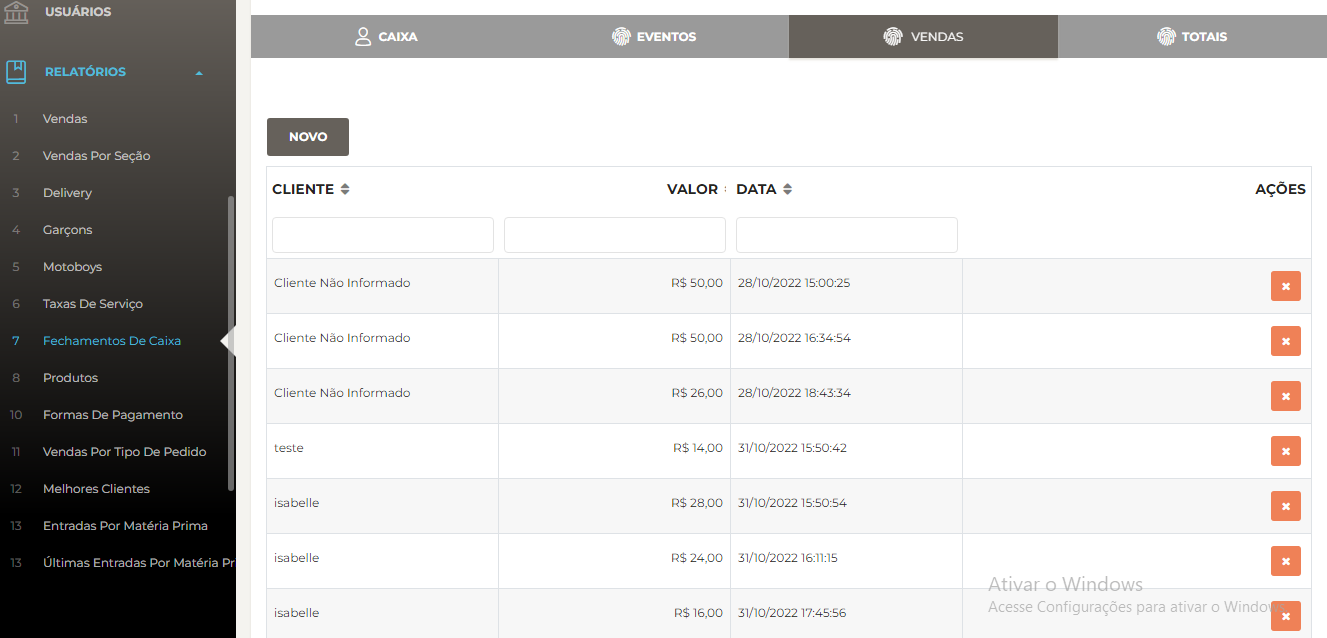 USUÁRIOS
RELATÓRIOS
1 Vendas
2 Vendas Por Seção
3 Delivery
4 Garçons
5 Motoboys
6 Taxas De Serviço
7 Fechamentos De Caixa
8 Produtos
10 Formas De Pagamento
11 Vendas Por Tipo De Pedido
12 Melhores Clientes
13 Entradas Por Matéria Prima
13 Últimas Entradas Por Matéria Pr
CAIXA EVENTOS VENDAS TOTAIS
NOVO
CLIENTE VALOR DATA AÇÕES
Cliente Não Informado R$ 50,00 28/10/2022 15:00:25
Cliente Não Informado R$ 50,00 28/10/2022 16:34:54
Cliente Não Informado R$ 26,00 28/10/2022 18:43:34
teste R$ 14,00 31/10/2022 15:50:42
isabelle R$ 28,00 31/10/2022 15:50:54
isabelle R$ 24,00 31/10/2022 16:11:15
isabelle R$ 16,00 31/10/2022 17:45:56
Ativar o Windows
Acesse Configurações para ativar o Windows